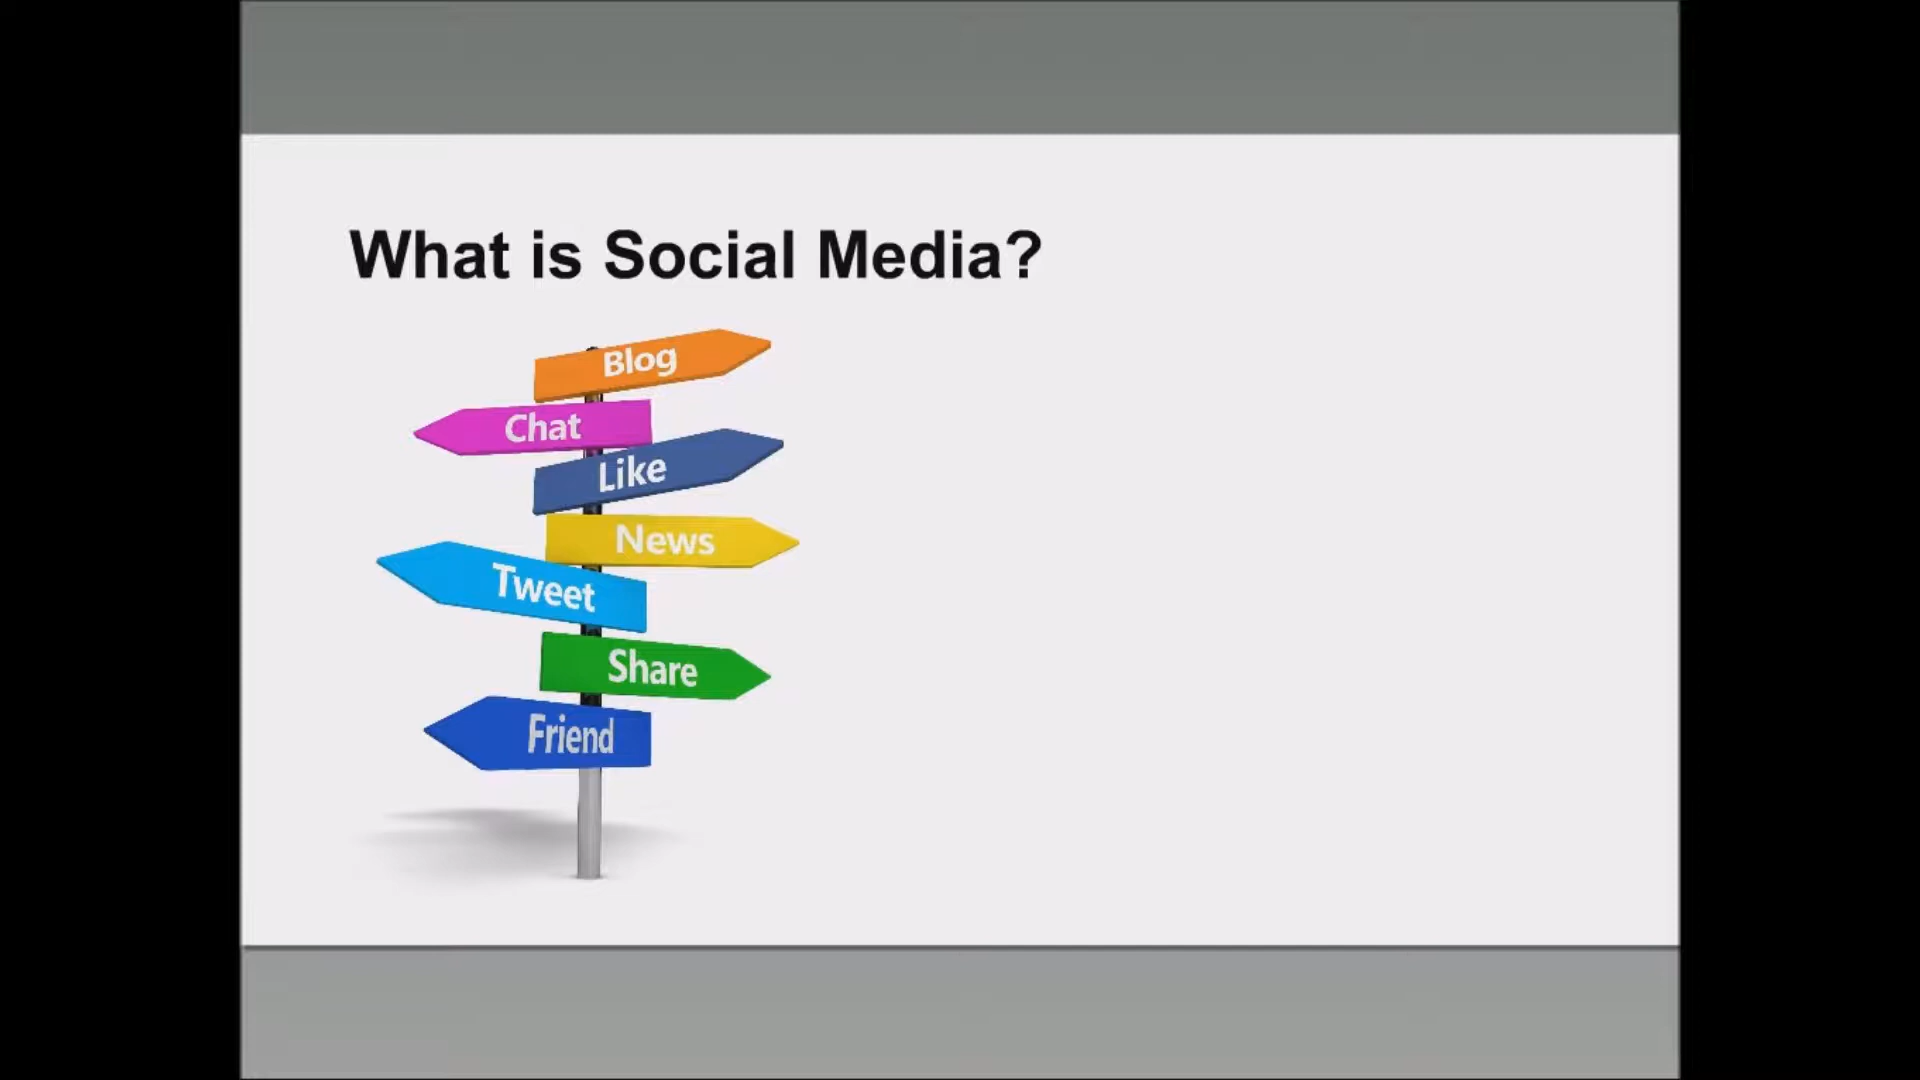 What is Social Media?
Blog
Chat
Like
News
Tweet
Share
Friend